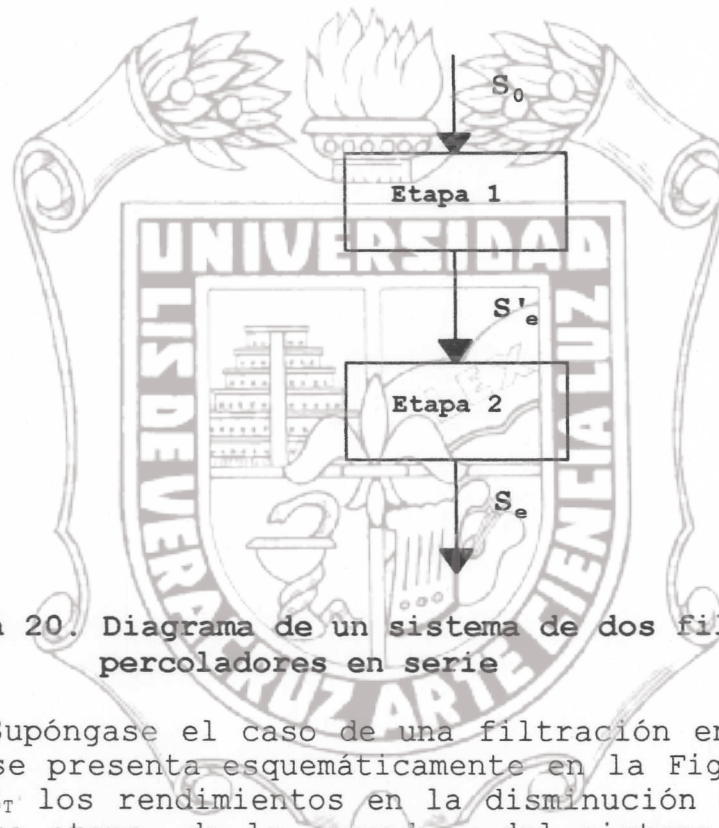 S₀
Etapa 1
S'ₑ
Etapa 2
Sₑ
UNIVERSIDAD
LIS DE VERACRUZ ARTE CIENCIA LUZ
20. Diagrama de un sistema de dos
percoladores en serie
Supóngase el caso de una filtración en
se presenta esquemáticamente en la
los rendimientos en la disminución